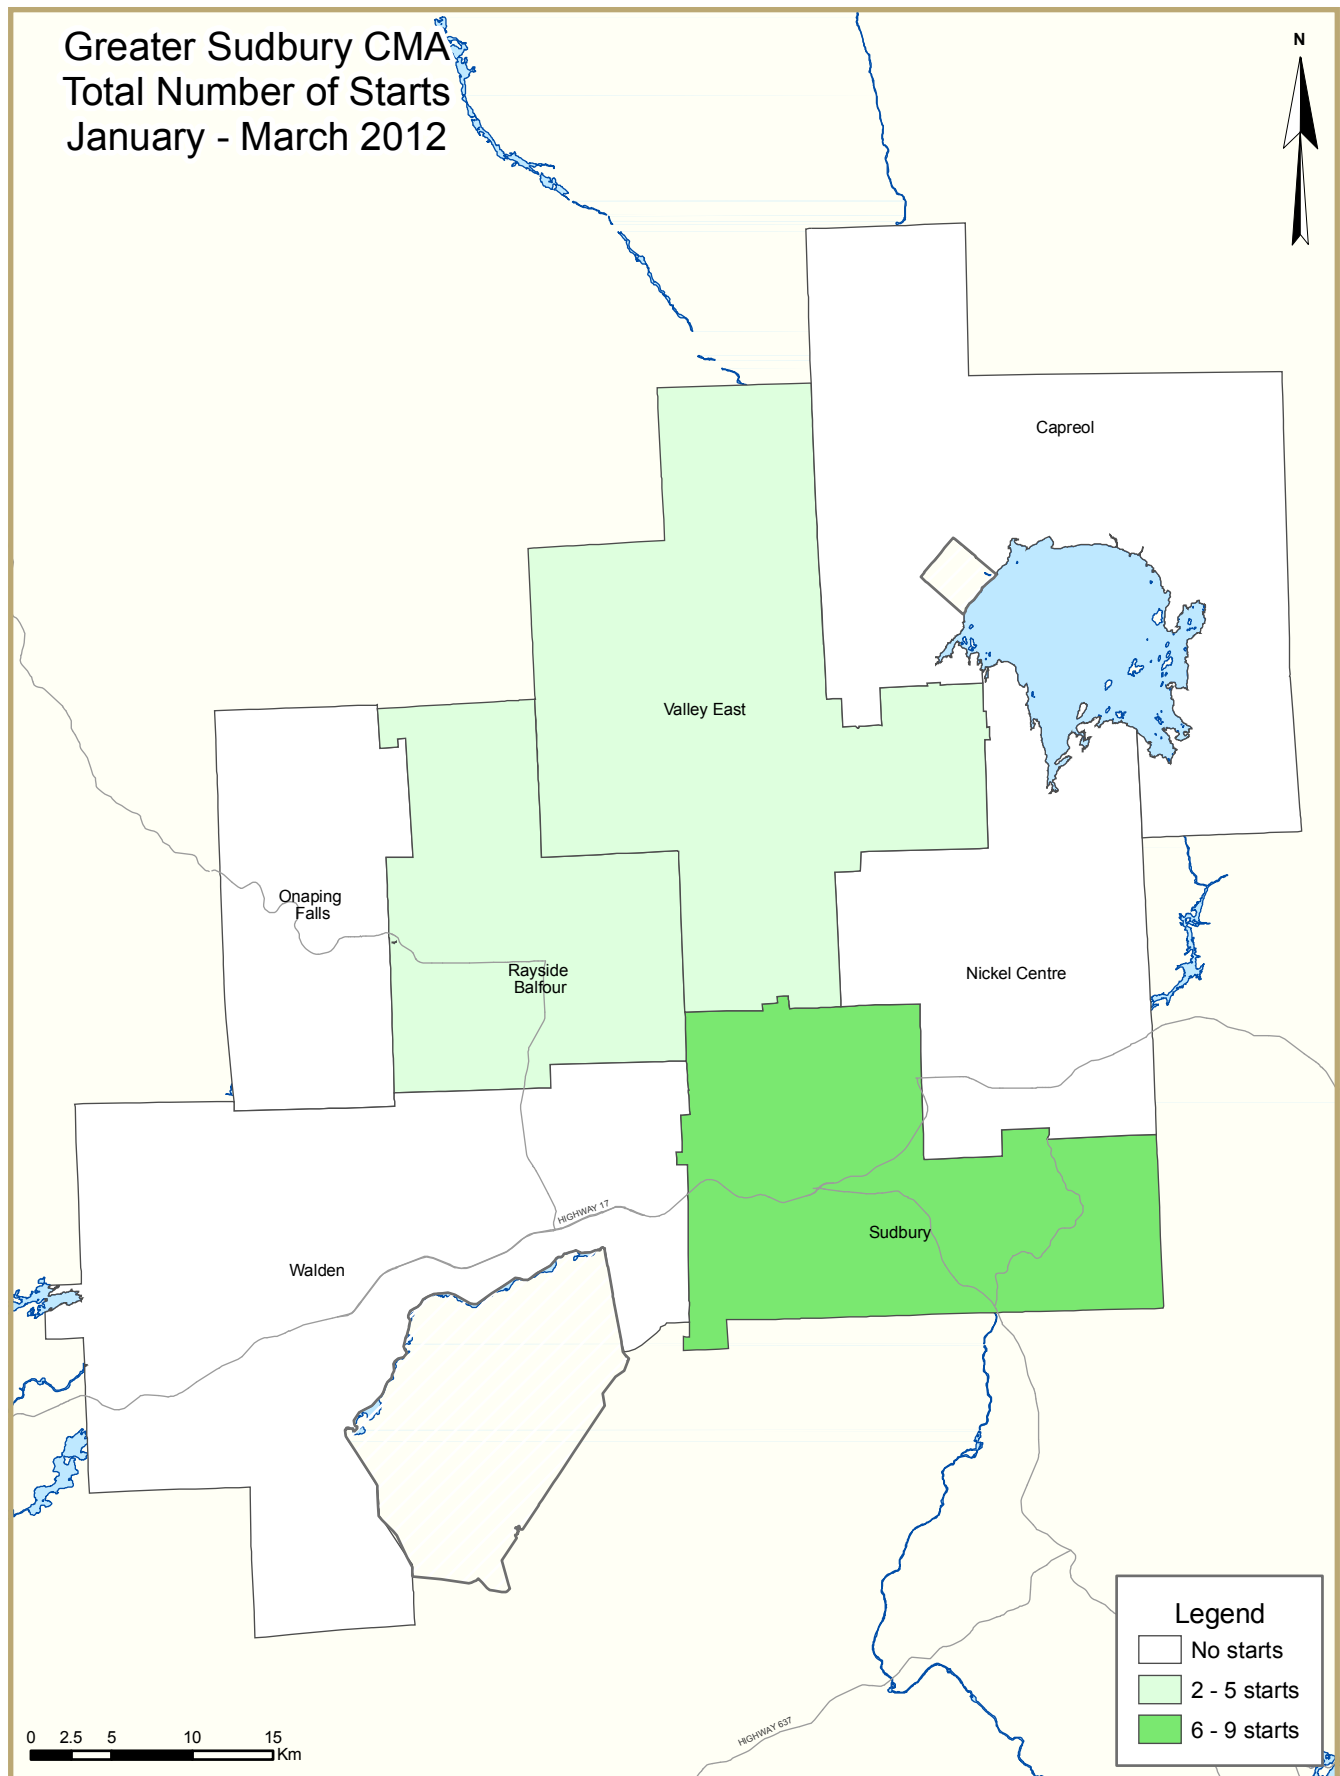 Greater Sudbury CMA
Total Number of Starts
January - March 2012
N
Capreol
Valley East
Onaping
Falls
Rayside
Balfour
Nickel Centre
HIGHWAY 17
Sudbury
Walden
Legend
No starts
2 - 5 starts
6 - 9 starts
HIGHWAY 637
0 2.5 5 10 15
Km